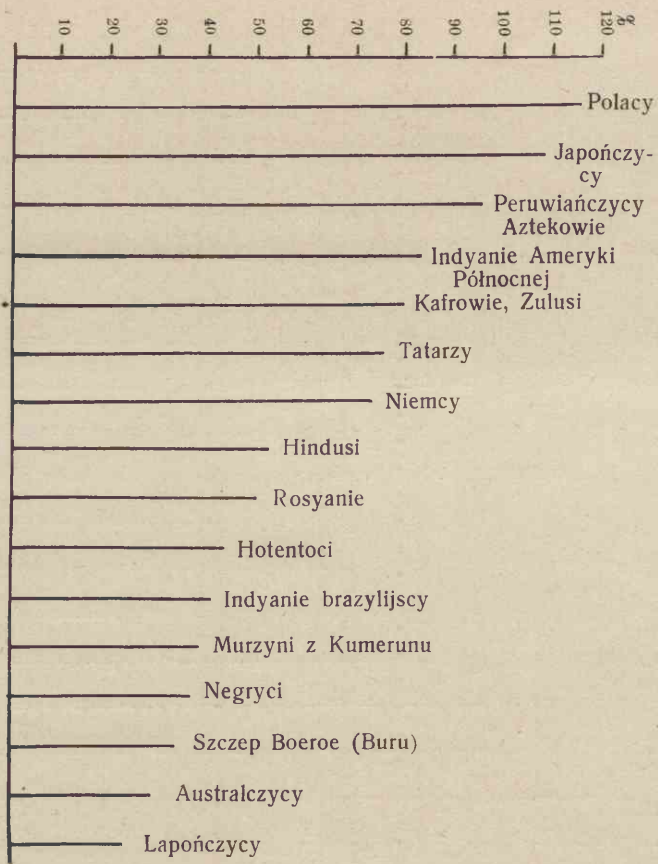 10 20 30 40 50 60 70 80 90 100 110 120 %
Polacy
Japończy-
cy
Peruwiańczycy
Aztekowie
Indyanie Ameryki
Północnej
Kafrowie, Zulusi
Tatarzy
Niemcy
Hindusi
Rosyanie
Hotentoci
Indyanie brazylijscy
Murzyni z Kumerunu
Negryci
Szczep Boeroe (Buru)
Australczycy
Lapończycy